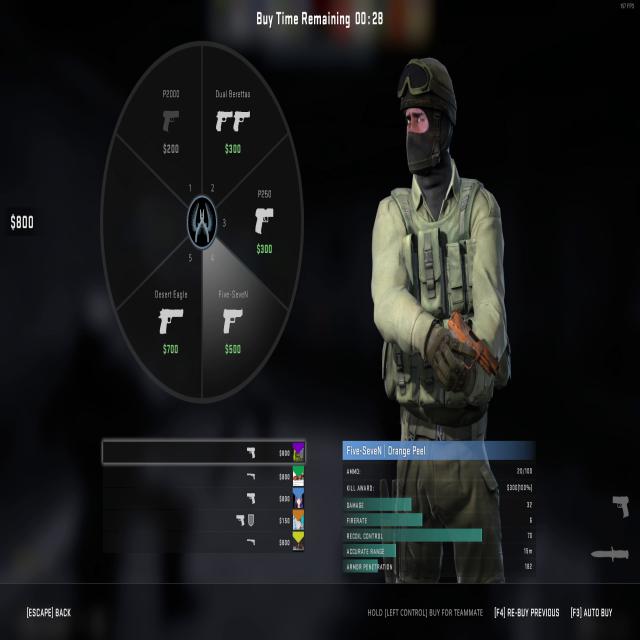 Buy Time Remaining 00:28
P2000
$200
Dual Berettas
$300
P250
$300
1
2
3
4
5
$800
Desert Eagle
$700
Five-SeveN
$500
$800
$800
$800
$150
$800
Five-SeveN | Orange Peel
AMMO: 20/100
KILL AWARD: $300(100%)
DAMAGE 32
FIRERATE 6
RECOIL CONTROL 70
ACCURATE RANGE 15m
ARMOR PENETRATION 182
[ESCAPE] BACK
HOLD [LEFT CONTROL] BUY FOR TEAMMATE
[F4] RE-BUY PREVIOUS
[F3] AUTO BUY